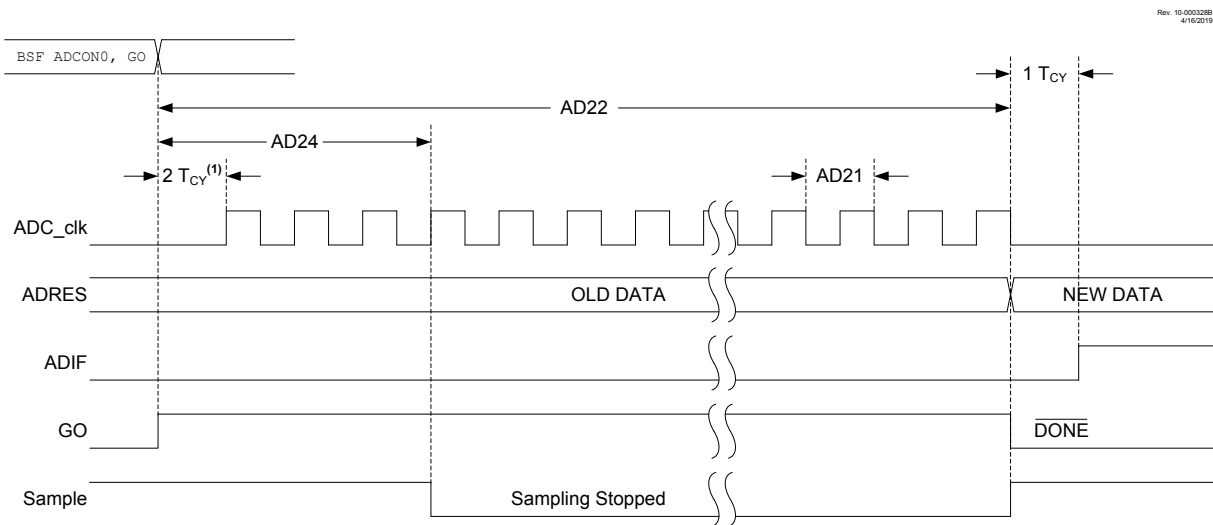 Rev. 10-000328B
4/16/2019
BSF ADCON0, GO
1 TCY
AD22
AD24
2 TCY(1)
AD21
ADC_clk
ADRES
OLD DATA
NEW DATA
ADIF
GO
DONE
Sample
Sampling Stopped